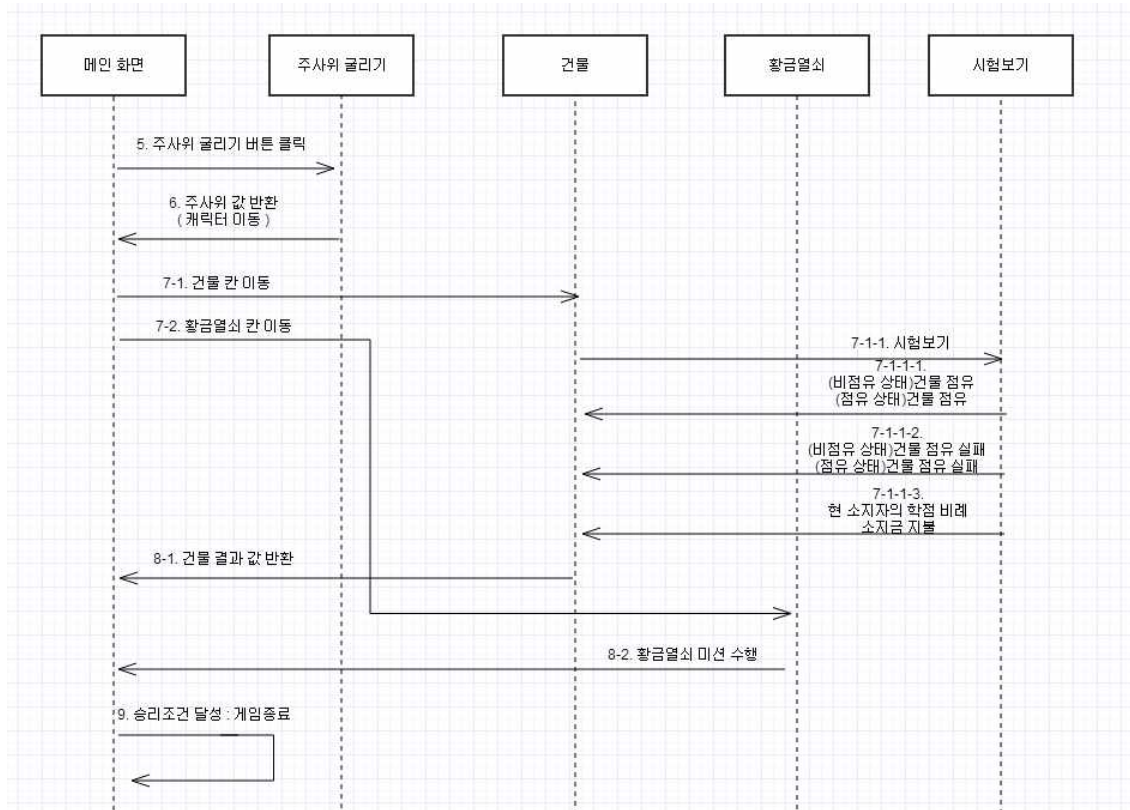 메인 화면
주사위 굴리기
건물
황금열쇠
시험보기
5. 주사위 굴리기 버튼 클릭
6. 주사위 값 반환
( 캐릭터 이동 )
7-1. 건물 칸 이동
7-2. 황금열쇠 칸 이동
7-1-1. 시험보기
7-1-1-1.
(비점유 상태)건물 점유
(점유 상태)건물 점유
7-1-1-2.
(비점유 상태)건물 점유 실패
(점유 상태)건물 점유 실패
7-1-1-3.
현 소지자의 학점 비례
소지금 지불
8-1. 건물 결과 값 반환
8-2. 황금열쇠 미션 수행
9. 승리조건 달성 : 게임종료